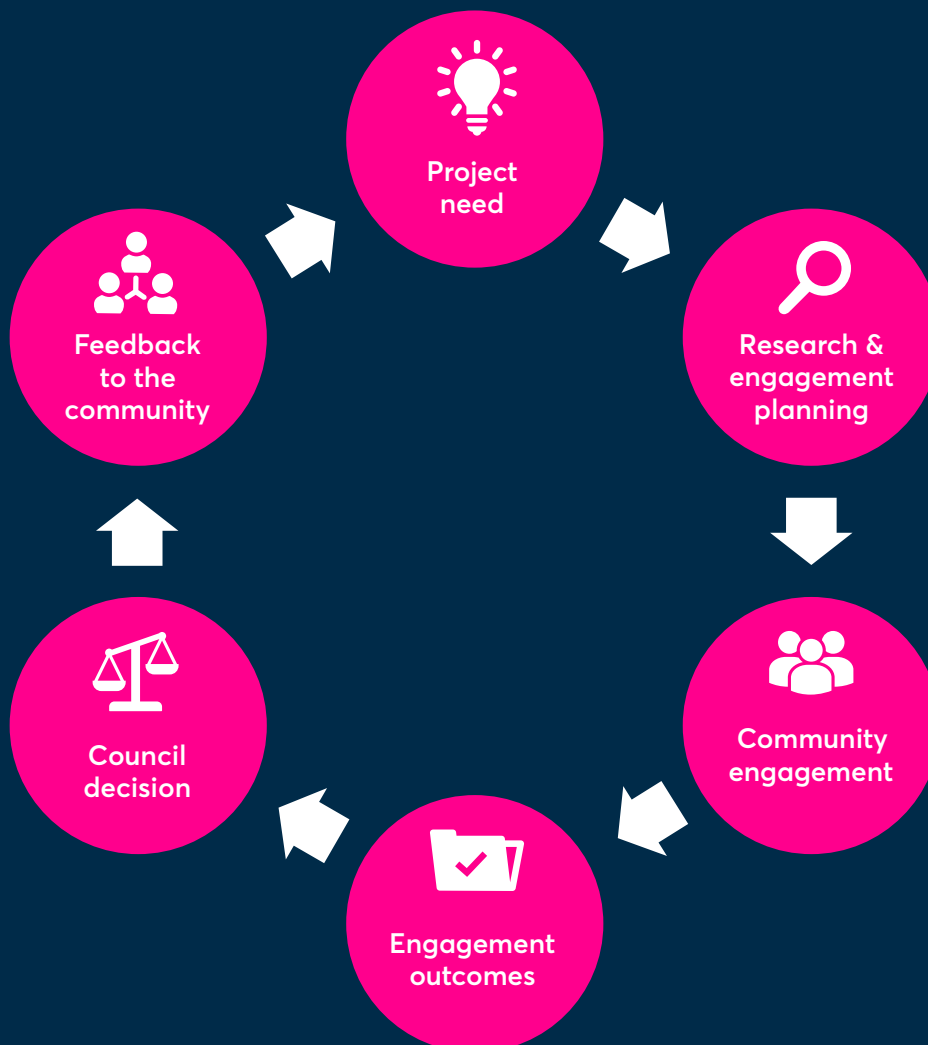 Project
need
Research &
engagement
planning
Community
engagement
Engagement
outcomes
Council
decision
Feedback
to the
community